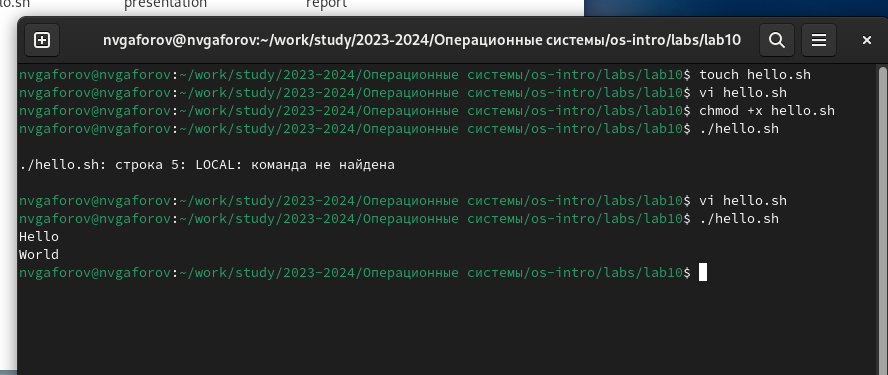 lo.sh presentation report
nvgaforov@nvgaforov:~/work/study/2023-2024/Операционные системы/os-intro/labs/lab10
nvgaforov@nvgaforov:~/work/study/2023-2024/Операционные системы/os-intro/labs/lab10$ touch hello.sh
nvgaforov@nvgaforov:~/work/study/2023-2024/Операционные системы/os-intro/labs/lab10$ vi hello.sh
nvgaforov@nvgaforov:~/work/study/2023-2024/Операционные системы/os-intro/labs/lab10$ chmod +x hello.sh
nvgaforov@nvgaforov:~/work/study/2023-2024/Операционные системы/os-intro/labs/lab10$ ./hello.sh
./hello.sh: строка 5: LOCAL: команда не найдена
nvgaforov@nvgaforov:~/work/study/2023-2024/Операционные системы/os-intro/labs/lab10$ vi hello.sh
nvgaforov@nvgaforov:~/work/study/2023-2024/Операционные системы/os-intro/labs/lab10$ ./hello.sh
Hello
World
nvgaforov@nvgaforov:~/work/study/2023-2024/Операционные системы/os-intro/labs/lab10$